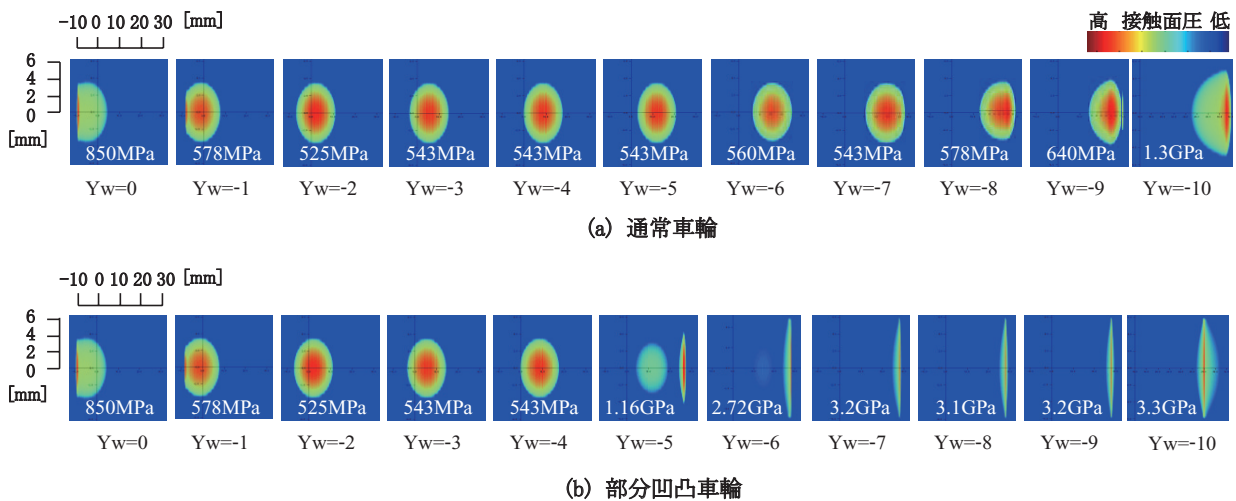 -10 0 10 20 30 [mm]
高 接触面圧 低
6
4
2
0
[mm]
850MPa 578MPa 525MPa 543MPa 543MPa 543MPa 560MPa 543MPa 578MPa 640MPa 1.3GPa
Yw=0 Yw=-1 Yw=-2 Yw=-3 Yw=-4 Yw=-5 Yw=-6 Yw=-7 Yw=-8 Yw=-9 Yw=-10
(a) 通常車輪
-10 0 10 20 30 [mm]
6
4
2
0
[mm]
850MPa 578MPa 525MPa 543MPa 543MPa 1.16GPa 2.72GPa 3.2GPa 3.1GPa 3.2GPa 3.3GPa
Yw=0 Yw=-1 Yw=-2 Yw=-3 Yw=-4 Yw=-5 Yw=-6 Yw=-7 Yw=-8 Yw=-9 Yw=-10
(b) 部分凹凸車輪